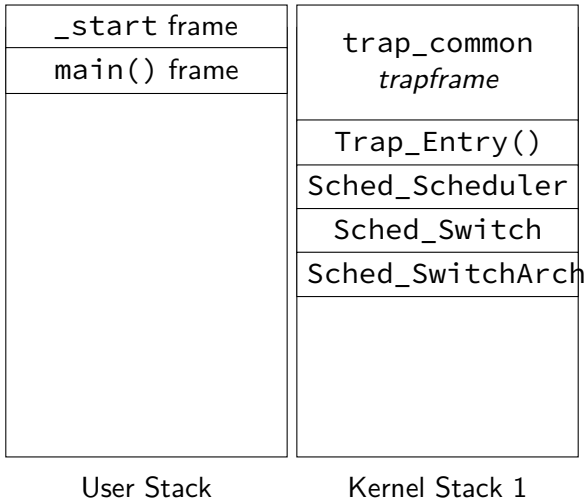 _start frame
main() frame
User Stack
trap_common
trapframe
Trap_Entry()
Sched_Scheduler
Sched_Switch
Sched_SwitchArch
Kernel Stack 1